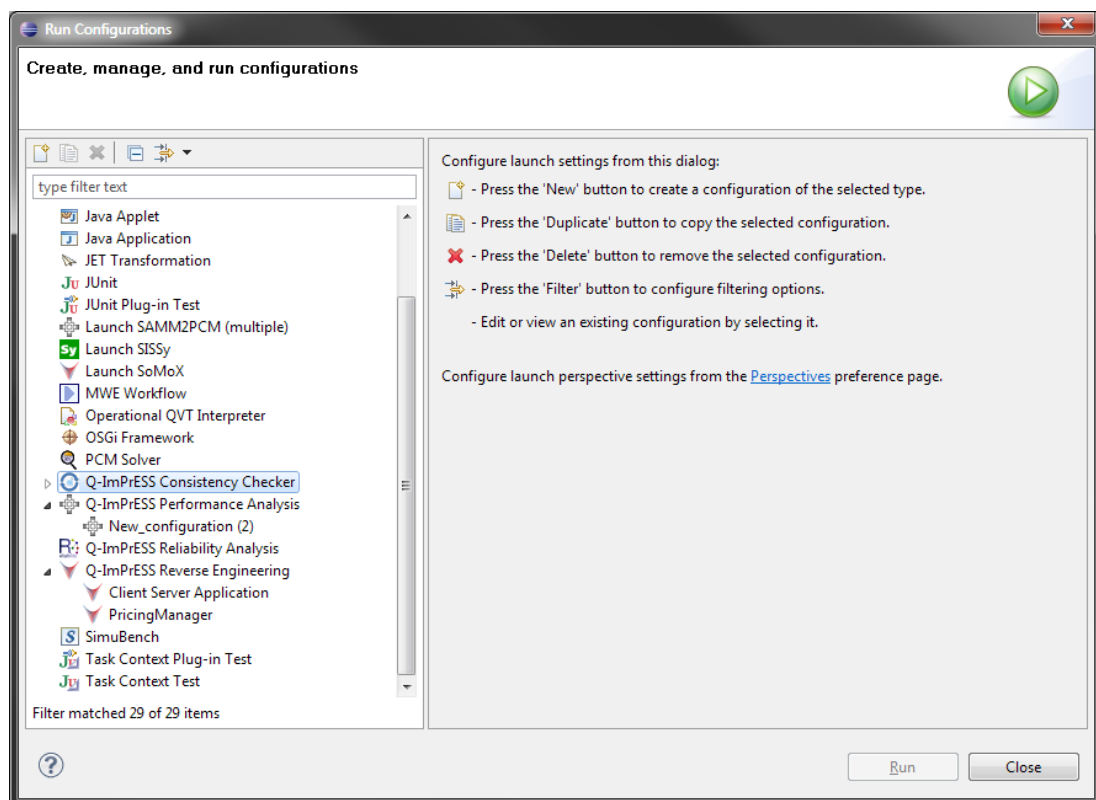 Run Configurations
Create, manage, and run configurations
type filter text
Java Applet
Java Application
JET Transformation
JUnit
JUnit Plug-in Test
Launch SAMM2PCM (multiple)
Launch SISSy
Launch SoMoX
MWE Workflow
Operational QVT Interpreter
OSGi Framework
PCM Solver
Q-ImPrESS Consistency Checker
Q-ImPrESS Performance Analysis
New_configuration (2)
Q-ImPrESS Reliability Analysis
Q-ImPrESS Reverse Engineering
Client Server Application
PricingManager
SimuBench
Task Context Plug-in Test
Task Context Test
Filter matched 29 of 29 items
Configure launch settings from this dialog:
- Press the 'New' button to create a configuration of the selected type.
- Press the 'Duplicate' button to copy the selected configuration.
- Press the 'Delete' button to remove the selected configuration.
- Press the 'Filter' button to configure filtering options.
- Edit or view an existing configuration by selecting it.
Configure launch perspective settings from the Perspectives preference page.
Run
Close